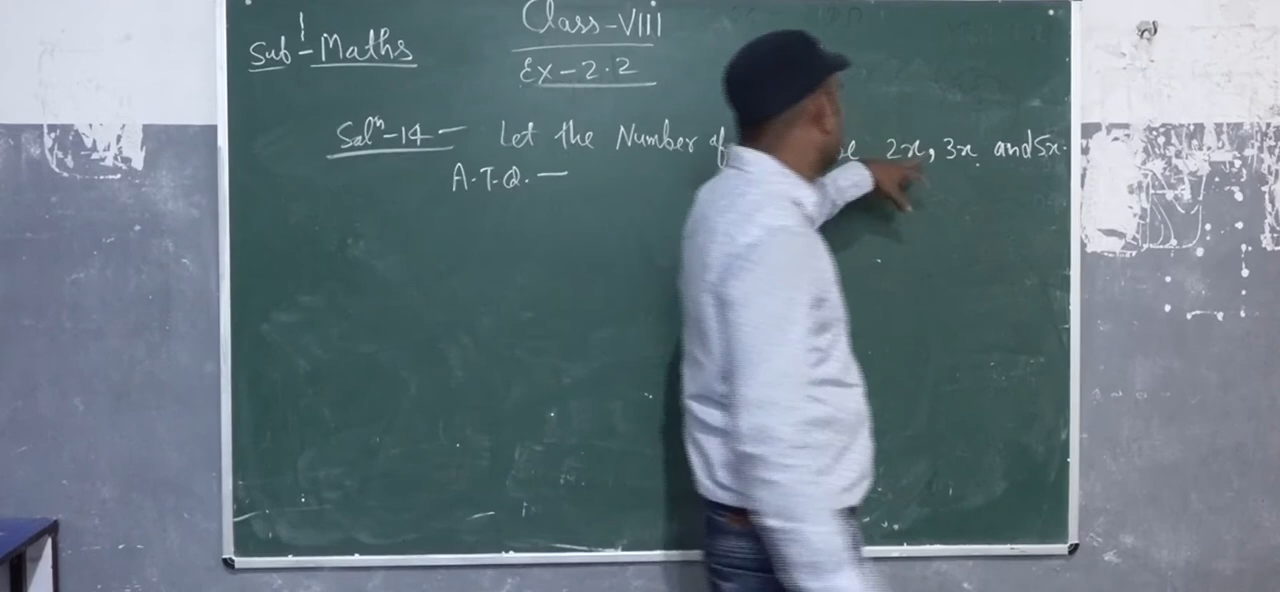 Class-VIII
Sub-Maths
Ex-2.2
Solⁿ-14- Let the Number of 2x, 3x and 5x.
A.T.Q.-